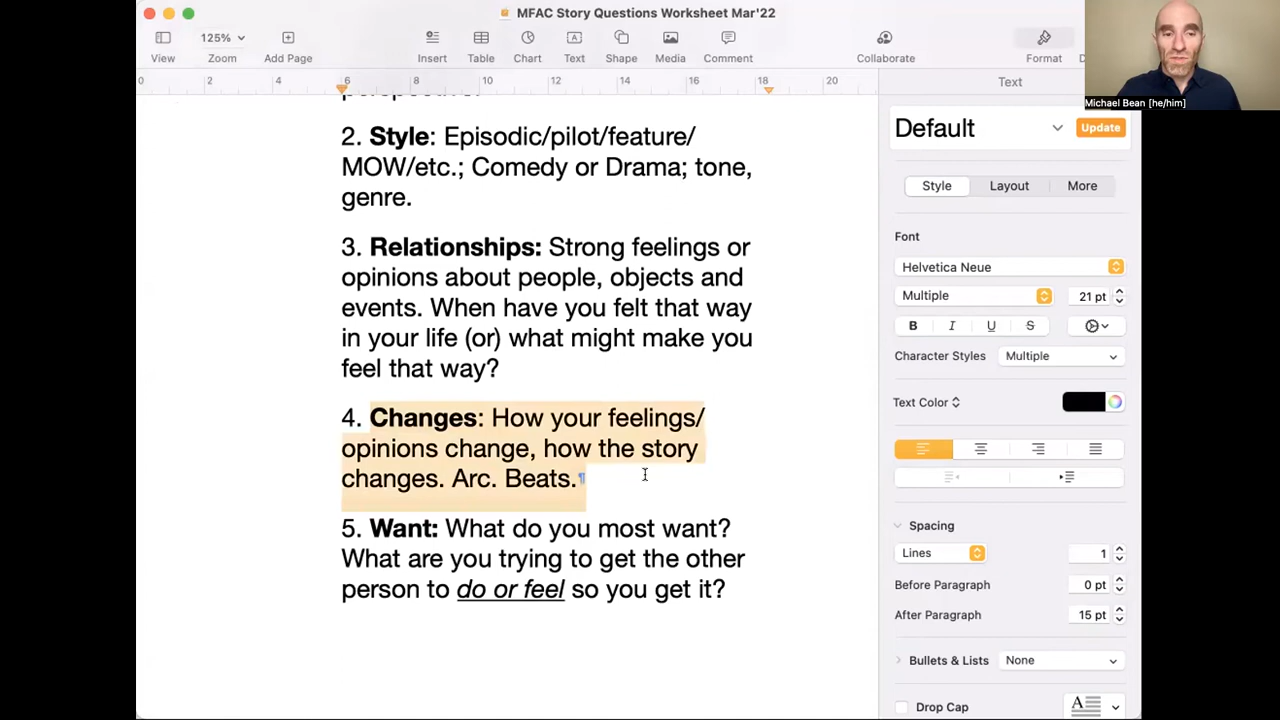 MFAC Story Questions Worksheet Mar'22
125%
View
Zoom
Add Page
Insert
Table
Chart
Text
Shape
Media
Comment
Collaborate
Format
Michael Bean [he/him]
0 2 4 6 8 10 12 14 16 18 20
Text
perspective.
2. Style: Episodic/pilot/feature/
MOW/etc.; Comedy or Drama; tone,
genre.
3. Relationships: Strong feelings or
opinions about people, objects and
events. When have you felt that way
in your life (or) what might make you
feel that way?
4. Changes: How your feelings/
opinions change, how the story
changes. Arc. Beats.¶
5. Want: What do you most want?
What are you trying to get the other
person to do or feel so you get it?
Default
Update
Style
Layout
More
Font
Helvetica Neue
Multiple
21 pt
B I U S
Character Styles
Multiple
Text Color
Spacing
Lines
1
Before Paragraph
0 pt
After Paragraph
15 pt
Bullets & Lists
None
Drop Cap
A